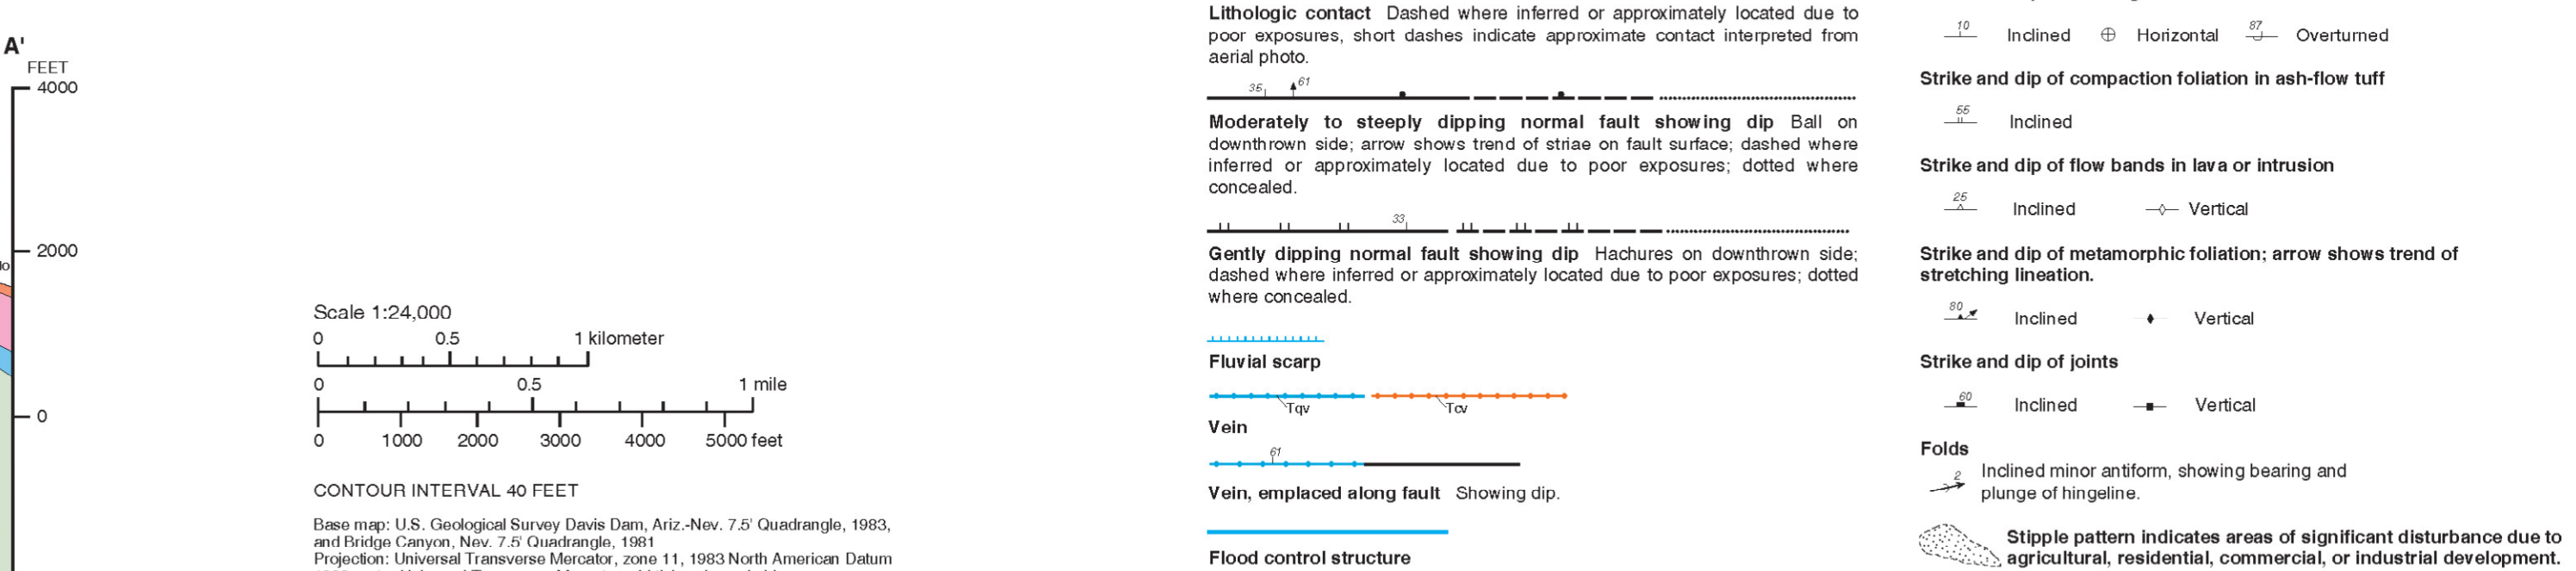 A'
FEET
4000
2000
0
Scale 1:24,000
0 0.5 1 kilometer
0 0.5 1 mile
0 1000 2000 3000 4000 5000 feet
CONTOUR INTERVAL 40 FEET
Base map: U.S. Geological Survey Davis Dam, Ariz.-Nev. 7.5' Quadrangle, 1983,
and Bridge Canyon, Nev. 7.5' Quadrangle, 1981
Projection: Universal Transverse Mercator, zone 11, 1983 North American Datum
Lithologic contact Dashed where inferred or approximately located due to
poor exposures, short dashes indicate approximate contact interpreted from
aerial photo.
35 61
Moderately to steeply dipping normal fault showing dip Ball on
downthrown side; arrow shows trend of striae on fault surface; dashed where
inferred or approximately located due to poor exposures; dotted where
concealed.
33
Gently dipping normal fault showing dip Hachures on downthrown side;
dashed where inferred or approximately located due to poor exposures; dotted
where concealed.
Fluvial scarp
Tqv Tcv
Vein
61
Vein, emplaced along fault Showing dip.
Flood control structure
10 Inclined Horizontal 87 Overturned
Strike and dip of compaction foliation in ash-flow tuff
55 Inclined
Strike and dip of flow bands in lava or intrusion
25 Inclined Vertical
Strike and dip of metamorphic foliation; arrow shows trend of
stretching lineation.
80 Inclined Vertical
Strike and dip of joints
60 Inclined Vertical
Folds
2 Inclined minor antiform, showing bearing and
plunge of hingeline.
Stipple pattern indicates areas of significant disturbance due to
agricultural, residential, commercial, or industrial development.